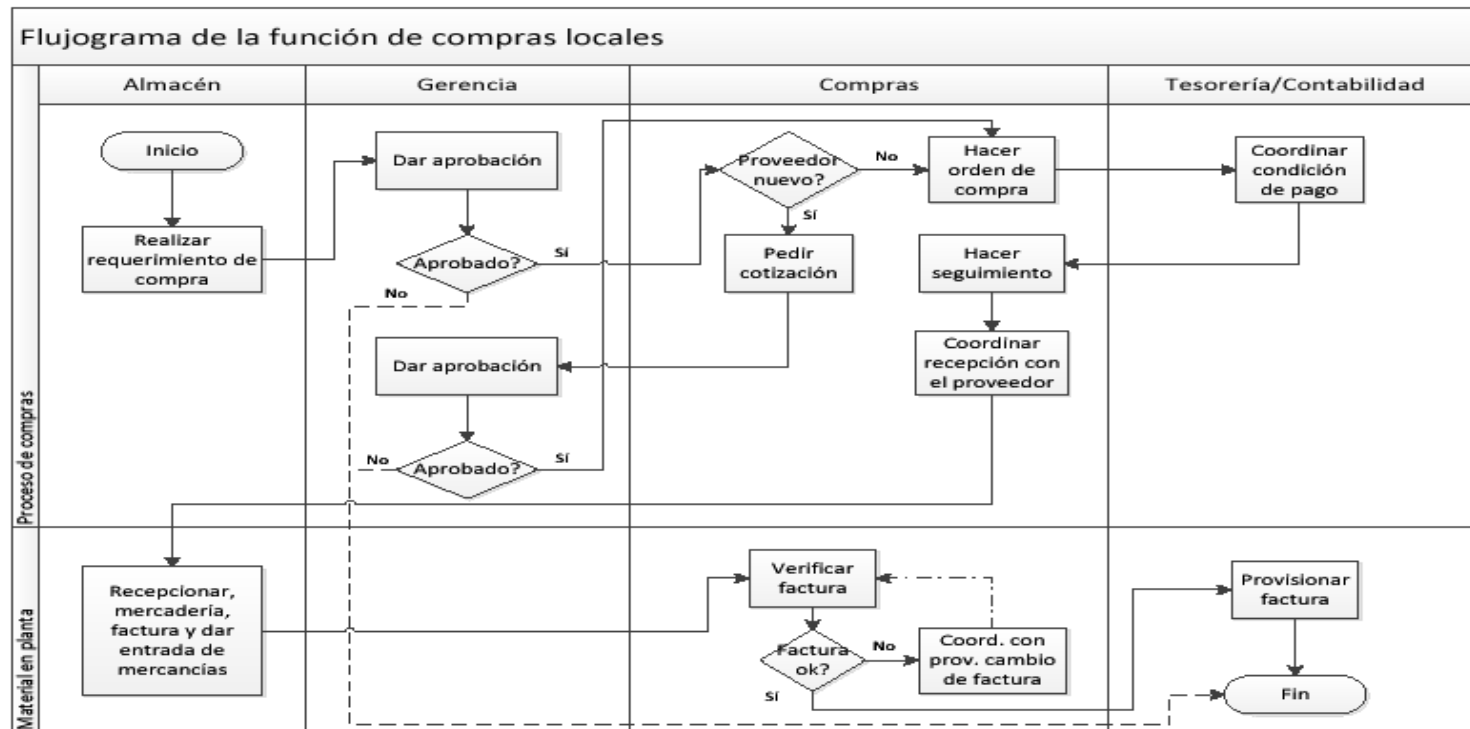 Flujograma de la función de compras locales
Almacén
Gerencia
Compras
Tesorería/Contabilidad
Proceso de compras
Inicio
Realizar
requerimiento de
compra
Dar aprobación
Aprobado?
Sí
No
Dar aprobación
Aprobado?
No
Sí
Proveedor
nuevo?
No
Sí
Pedir
cotización
Hacer
orden de
compra
Hacer
seguimiento
Coordinar
recepción con
el proveedor
Coordinar
condición
de pago
Material en planta
Recepcionar,
mercadería,
factura y dar
entrada de
mercancías
Verificar
factura
Factura
ok?
No
Sí
Coord. con
prov. cambio
de factura
Provisionar
factura
Fin